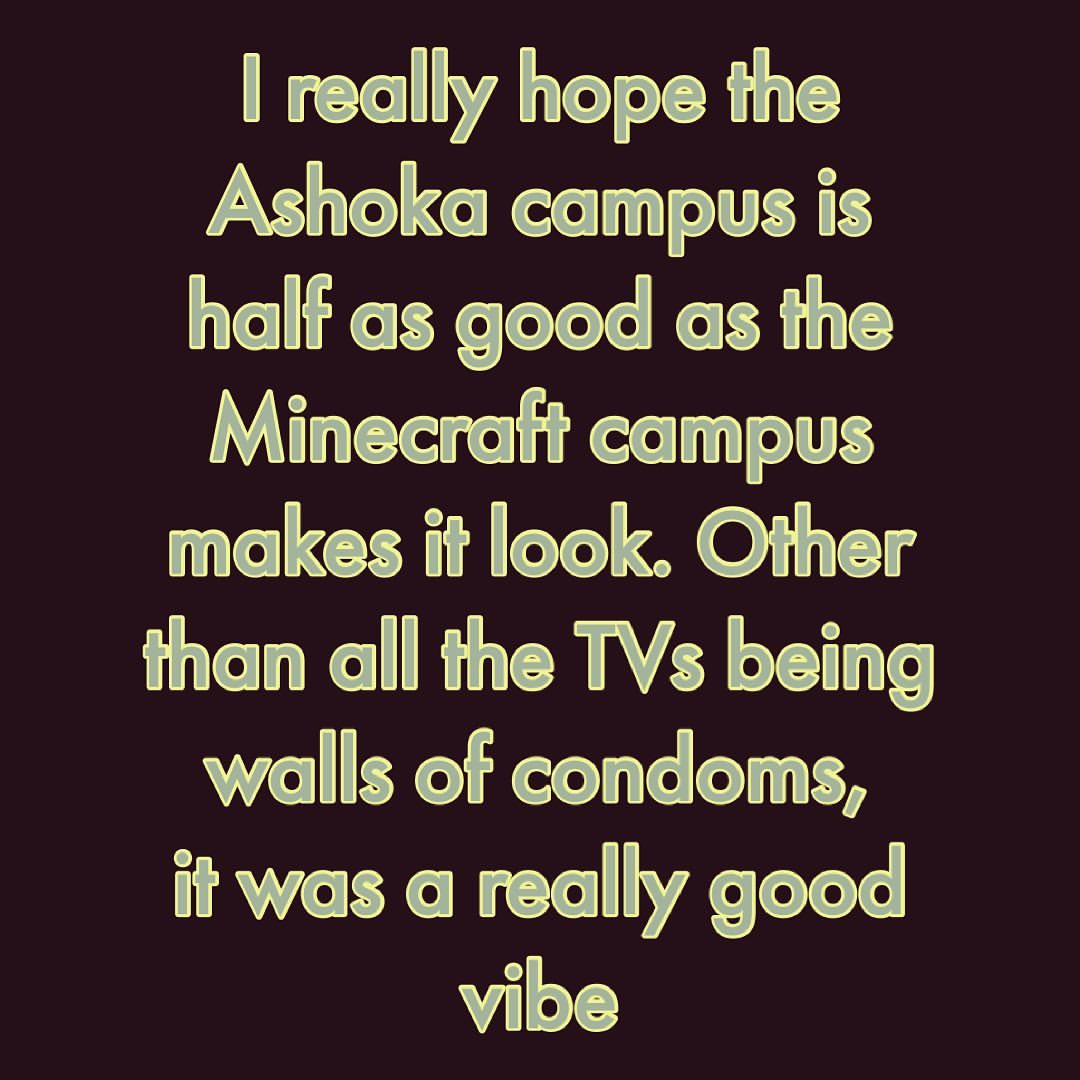 I really hope the
Ashoka campus is
half as good as the
Minecraft campus
makes it look. Other
than all the TVs being
walls of condoms,
it was a really good
vibe